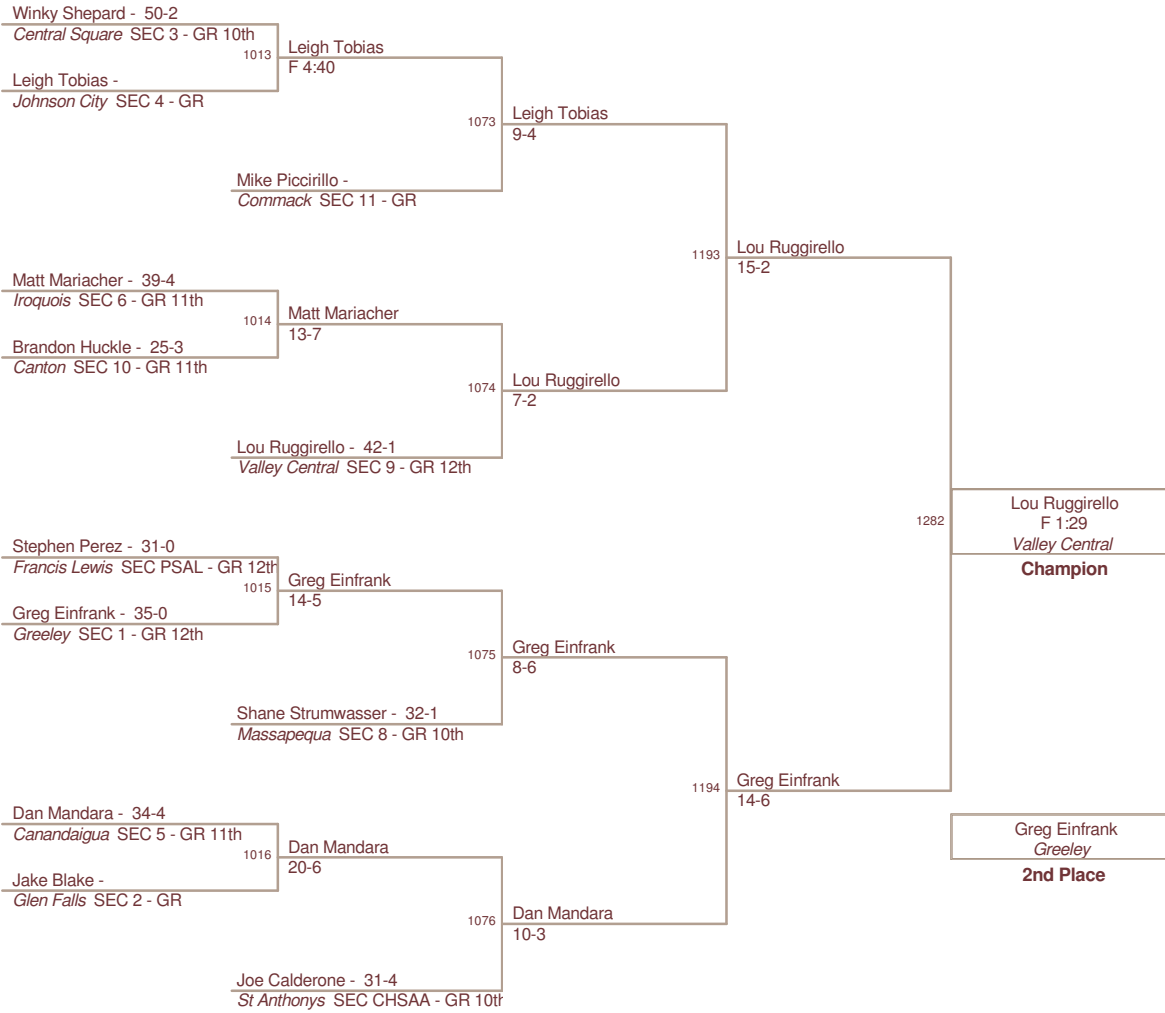 Winky Shepard - 50-2
Central Square SEC 3 - GR 10th
1013
Leigh Tobias
F 4:40
Leigh Tobias -
Johnson City SEC 4 - GR
1073
Leigh Tobias
9-4
Mike Piccirillo -
Commack SEC 11 - GR
1193
Lou Ruggirello
15-2
Matt Mariacher - 39-4
Iroquois SEC 6 - GR 11th
1014
Matt Mariacher
13-7
Brandon Huckle - 25-3
Canton SEC 10 - GR 11th
1074
Lou Ruggirello
7-2
Lou Ruggirello - 42-1
Valley Central SEC 9 - GR 12th
1282
Lou Ruggirello
F 1:29
Valley Central
Champion
Stephen Perez - 31-0
Francis Lewis SEC PSAL - GR 12th
1015
Greg Einfrank
14-5
Greg Einfrank - 35-0
Greeley SEC 1 - GR 12th
1075
Greg Einfrank
8-6
Shane Strumwasser - 32-1
Massapequa SEC 8 - GR 10th
1194
Greg Einfrank
14-6
Dan Mandara - 34-4
Canandaigua SEC 5 - GR 11th
1016
Dan Mandara
20-6
Jake Blake -
Glen Falls SEC 2 - GR
1076
Dan Mandara
10-3
Joe Calderone - 31-4
St Anthonys SEC CHSAA - GR 10th
Greg Einfrank
Greeley
2nd Place